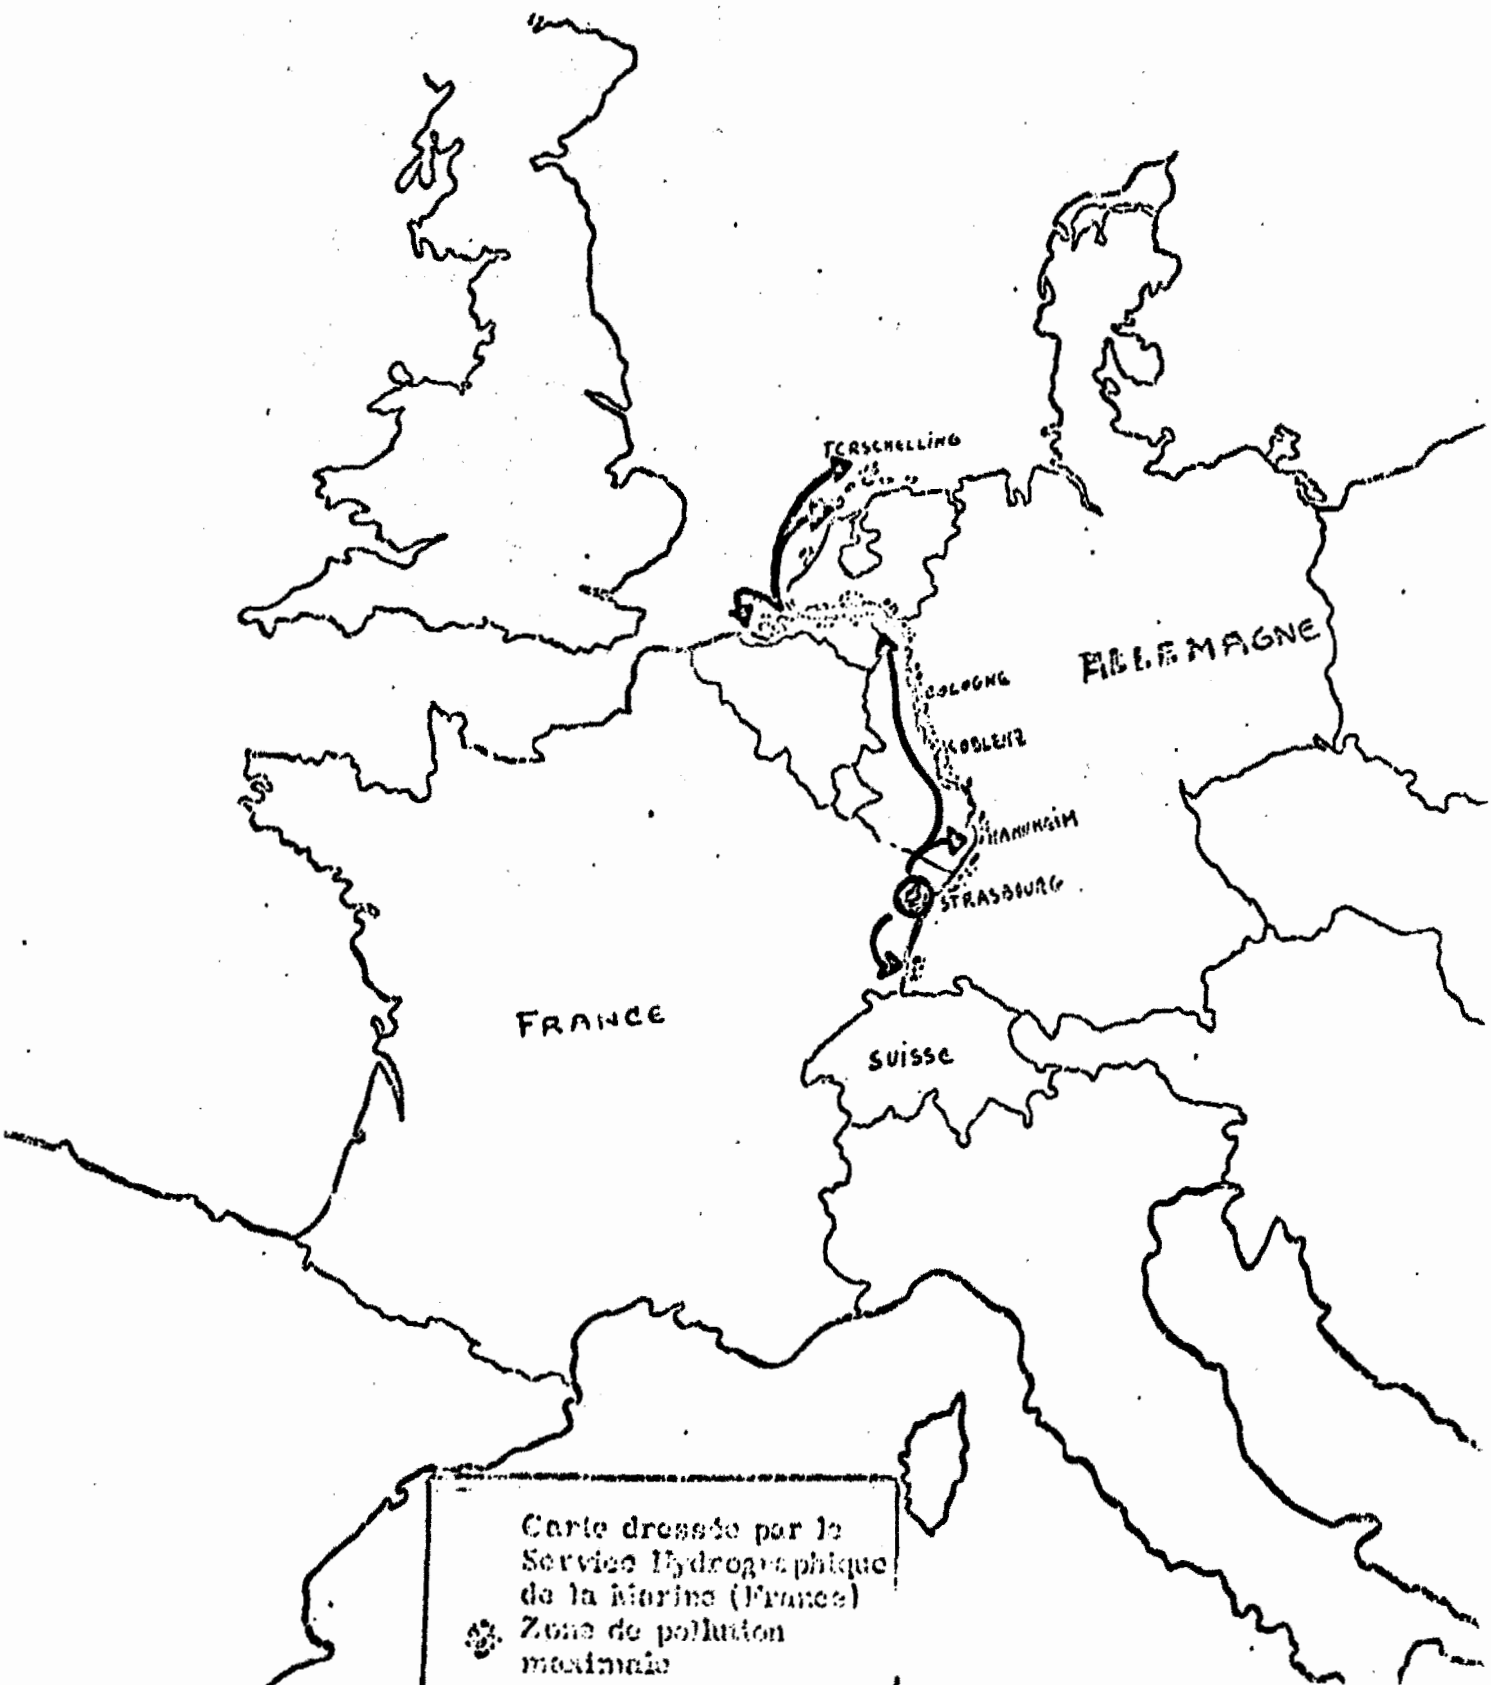 TERSCHELLING
ALLEMAGNE
COLOGNE
KOBLENZ
MANNHEIM
STRASBOURG
FRANCE
SUISSE
Carte dressée par le
Service Hydrographique
de la Marine (France)
Zone de pollution
maximale